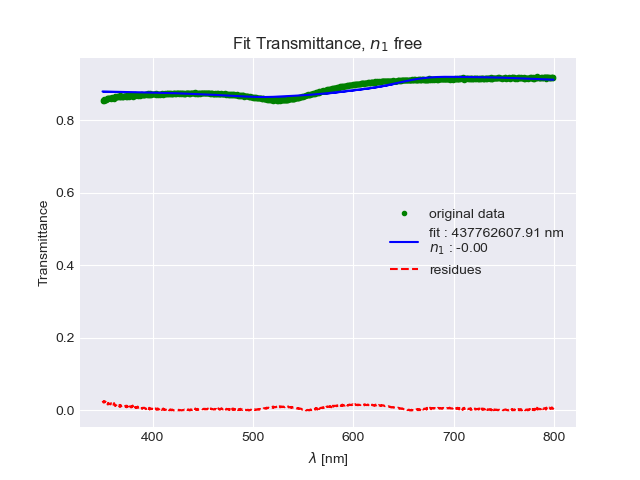 Fit Transmittance, n₁ free
Transmittance
0.8
0.6
0.4
0.2
0.0
original data
fit : 437762607.91 nm
n₁ : -0.00
residues
400
500
600
700
800
λ [nm]